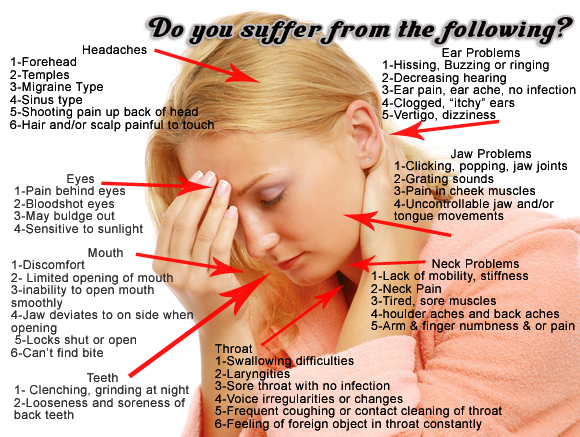 Do you suffer from the following?
Headaches
1-Forehead
2-Temples
3-Migraine Type
4-Sinus type
5-Shooting pain up back of head
6-Hair and/or scalp painful to touch
Ear Problems
1-Hissing, Buzzing or ringing
2-Decreasing hearing
3-Ear pain, ear ache, no infection
4-Clogged, “itchy” ears
5-Vertigo, dizziness
Jaw Problems
1-Clicking, popping, jaw joints
2-Grating sounds
3-Pain in cheek muscles
4-Uncontrollable jaw and/or
tongue movements
Eyes
1-Pain behind eyes
2-Bloodshot eyes
3-May buldge out
4-Sensitive to sunlight
Mouth
1-Discomfort
2- Limited opening of mouth
3-inability to open mouth
smoothly
4-Jaw deviates to on side when
opening
5-Locks shut or open
6-Can’t find bite
Neck Problems
1-Lack of mobility, stiffness
2-Neck Pain
3-Tired, sore muscles
4-houlder aches and back aches
5-Arm & finger numbness & or pain
Teeth
1- Clenching, grinding at night
2-Looseness and soreness of
back teeth
Throat
1-Swallowing difficulties
2-Laryngities
3-Sore throat with no infection
4-Voice irregularities or changes
5-Frequent coughing or contact cleaning of throat
6-Feeling of foreign object in throat constantly